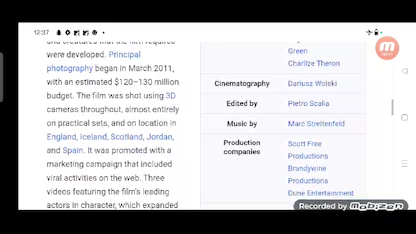 12:37
and creatures that the film required
were developed. Principal
photography began in March 2011,
with an estimated $120–130 million
budget. The film was shot using 3D
cameras throughout, almost entirely
on practical sets, and on location in
England, Iceland, Scotland, Jordan,
and Spain. It was promoted with a
marketing campaign that included
viral activities on the web. Three
videos featuring the film's leading
actors in character, which expanded
Green
Charlize Theron
Cinematography Dariusz Wolski
Edited by Pietro Scalia
Music by Marc Streitenfeld
Production
companies
Scott Free
Productions
Brandywine
Productions
Dune Entertainment
Recorded by Mobizen